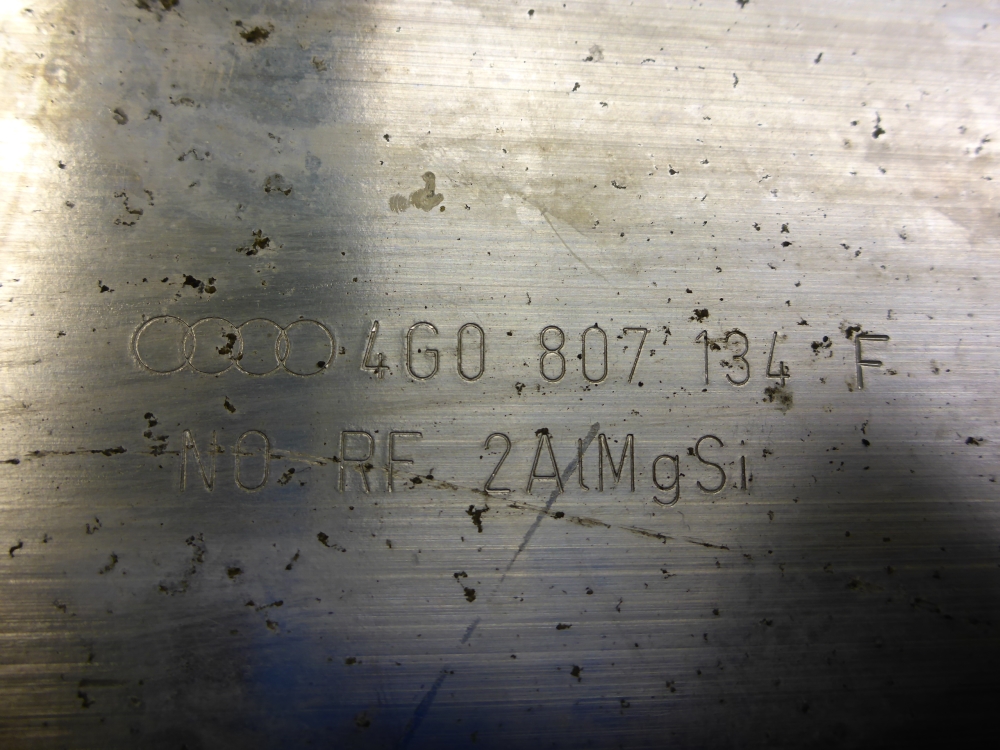 4G0 807 134 F
NO RF 2AlMgSi